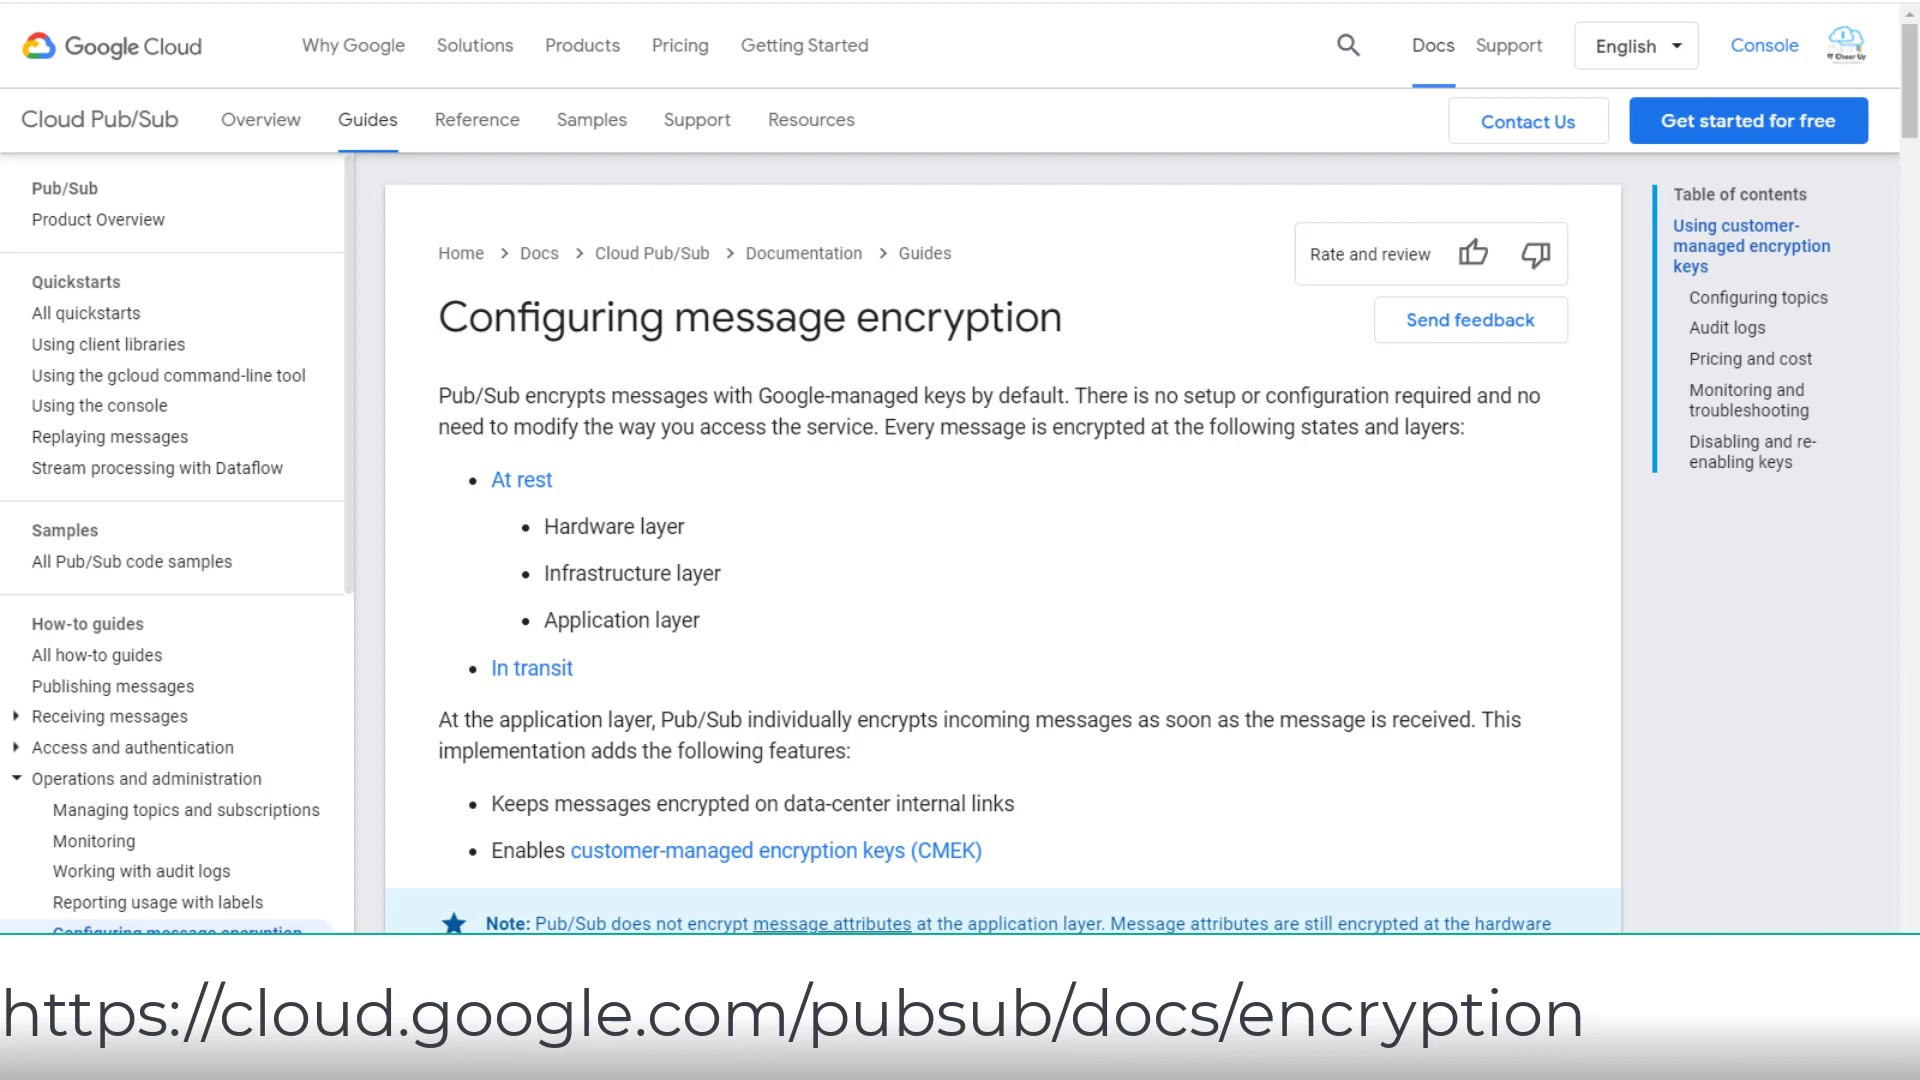 Google Cloud
Why Google
Solutions
Products
Pricing
Getting Started
Docs
Support
English
Console
IT Cheer Up
Cloud Pub/Sub
Overview
Guides
Reference
Samples
Support
Resources
Contact Us
Get started for free
Pub/Sub
Product Overview
Quickstarts
All quickstarts
Using client libraries
Using the gcloud command-line tool
Using the console
Replaying messages
Stream processing with Dataflow
Samples
All Pub/Sub code samples
How-to guides
All how-to guides
Publishing messages
Receiving messages
Access and authentication
Operations and administration
Managing topics and subscriptions
Monitoring
Working with audit logs
Reporting usage with labels
Configuring message encryption
Home > Docs > Cloud Pub/Sub > Documentation > Guides
Rate and review
Configuring message encryption
Send feedback
Pub/Sub encrypts messages with Google-managed keys by default. There is no setup or configuration required and no
need to modify the way you access the service. Every message is encrypted at the following states and layers:
• At rest
• Hardware layer
• Infrastructure layer
• Application layer
• In transit
At the application layer, Pub/Sub individually encrypts incoming messages as soon as the message is received. This
implementation adds the following features:
• Keeps messages encrypted on data-center internal links
• Enables customer-managed encryption keys (CMEK)
Note: Pub/Sub does not encrypt message attributes at the application layer. Message attributes are still encrypted at the hardware
Table of contents
Using customer-
managed encryption
keys
Configuring topics
Audit logs
Pricing and cost
Monitoring and
troubleshooting
Disabling and re-
enabling keys
https://cloud.google.com/pubsub/docs/encryption